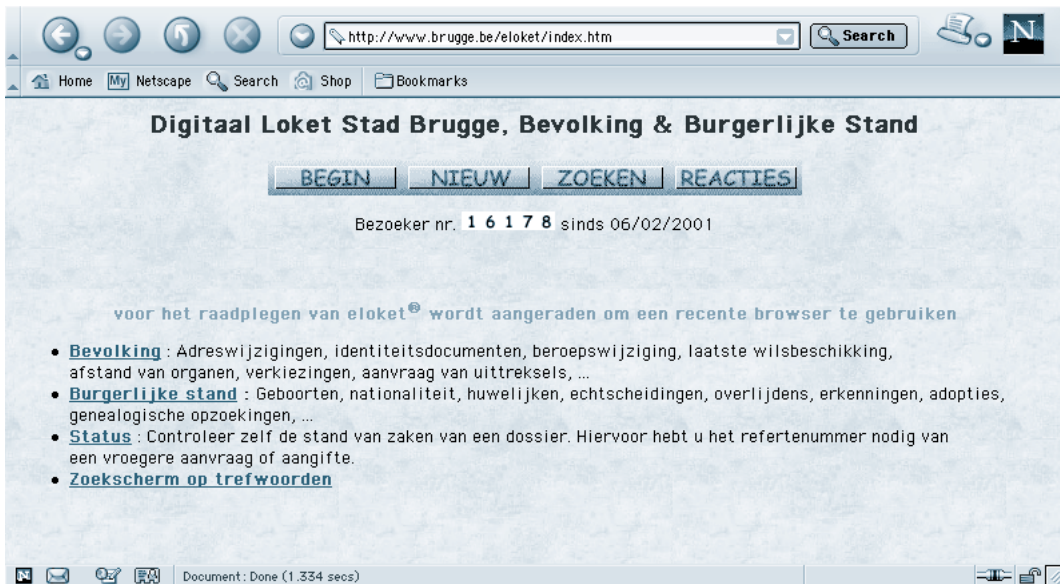 http://www.brugge.be/eloket/index.htm Search N
Home My Netscape Search Shop Bookmarks
Digitaal Loket Stad Brugge, Bevolking & Burgerlijke Stand
BEGIN NIEUW ZOEKEN REACTIES
Bezoeker nr. 1 6 1 7 8 sinds 06/02/2001
voor het raadplegen van eloket® wordt aangeraden om een recente browser te gebruiken
• Bevolking : Adreswijzigingen, identiteitsdocumenten, beroepswijziging, laatste wilsbeschikking,
afstand van organen, verkiezingen, aanvraag van uittreksels, ...
• Burgerlijke stand : Geboorten, nationaliteit, huwelijken, echtscheidingen, overlijdens, erkenningen, adopties,
genealogische opzoekingen, ...
• Status : Controleer zelf de stand van zaken van een dossier. Hiervoor hebt u het refertenummer nodig van
een vroegere aanvraag of aangifte.
• Zoekscherm op trefwoorden
N Document: Done (1.334 secs)